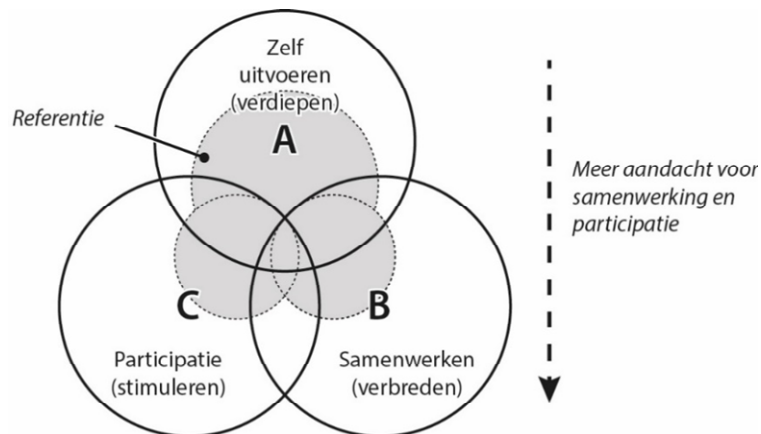 Zelf
uitvoeren
(verdiepen)
Referentie
A
Meer aandacht voor
samenwerking en
participatie
C
B
Participatie
(stimuleren)
Samenwerken
(verbreden)